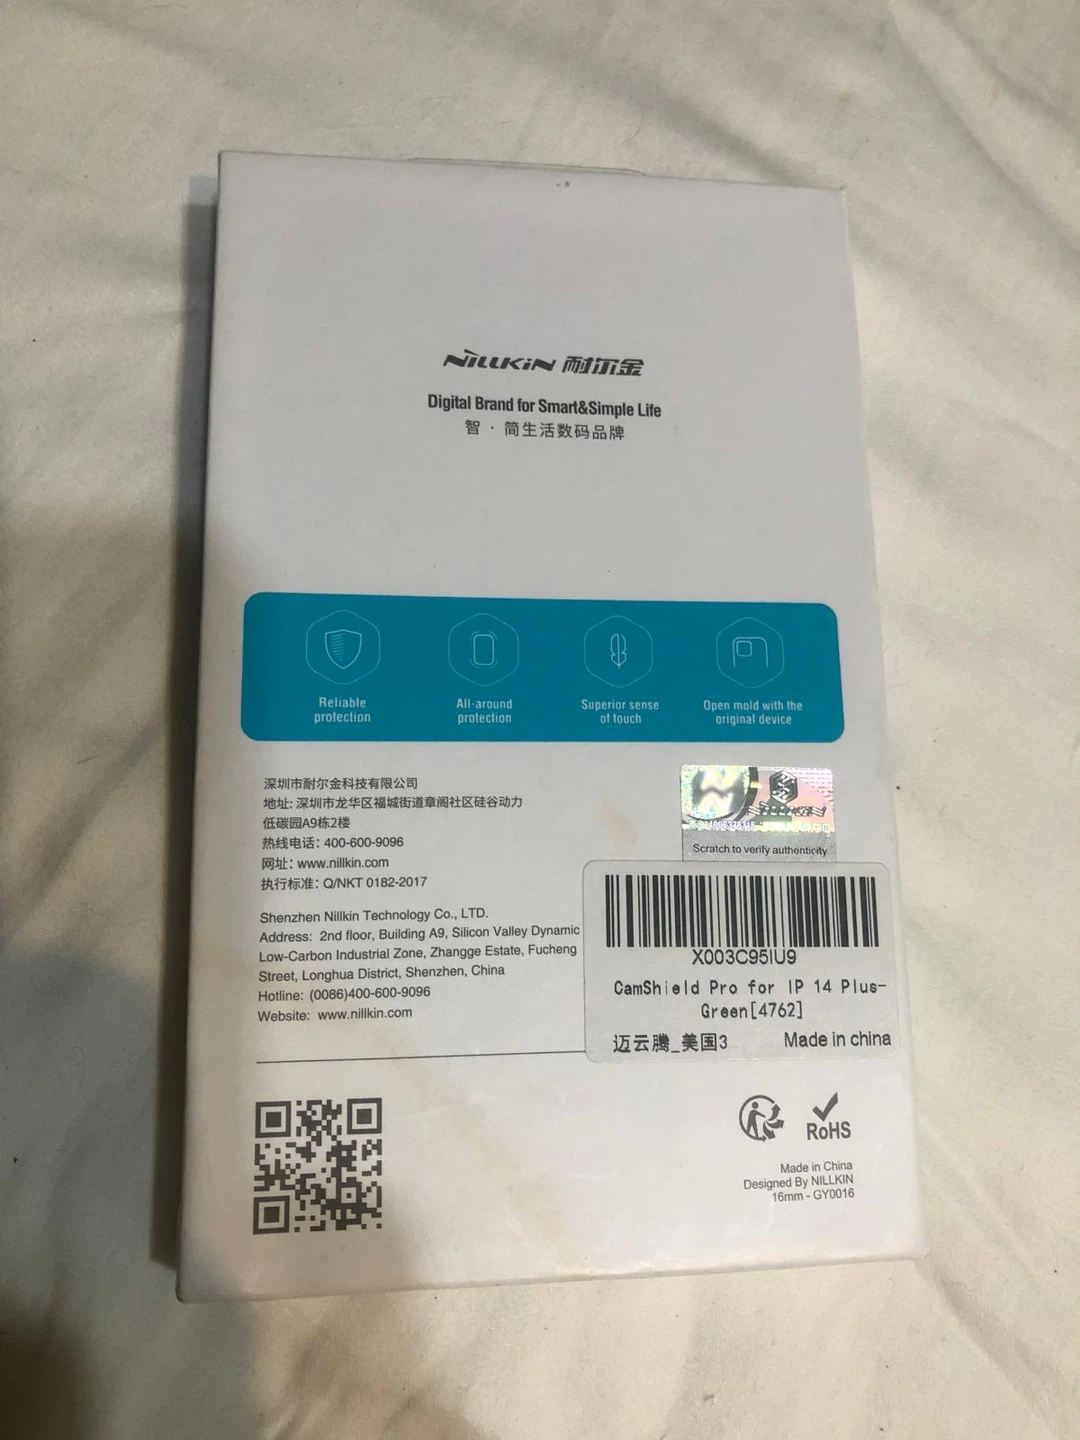 NILLKIN 耐尔金
Digital Brand for Smart&Simple Life
智 · 简生活数码品牌
Reliable protection
All-around protection
Superior sense of touch
Open mold with the original device
深圳市耐尔金科技有限公司
地址: 深圳市龙华区福城街道章阁社区硅谷动力
低碳园A9栋2楼
热线电话: 400-600-9096
网址: www.nillkin.com
执行标准: Q/NKT 0182-2017
Shenzhen Nillkin Technology Co., LTD.
Address: 2nd floor, Building A9, Silicon Valley Dynamic
Low-Carbon Industrial Zone, Zhangge Estate, Fucheng
Street, Longhua District, Shenzhen, China
Hotline: (0086)400-600-9096
Website: www.nillkin.com
Scratch to verify authenticity
X003C95IU9
CamShield Pro for IP 14 Plus-
Green[4762]
迈云腾_美国3 Made in china
RoHS
Made in China
Designed By NILLKIN
16mm - GY0016